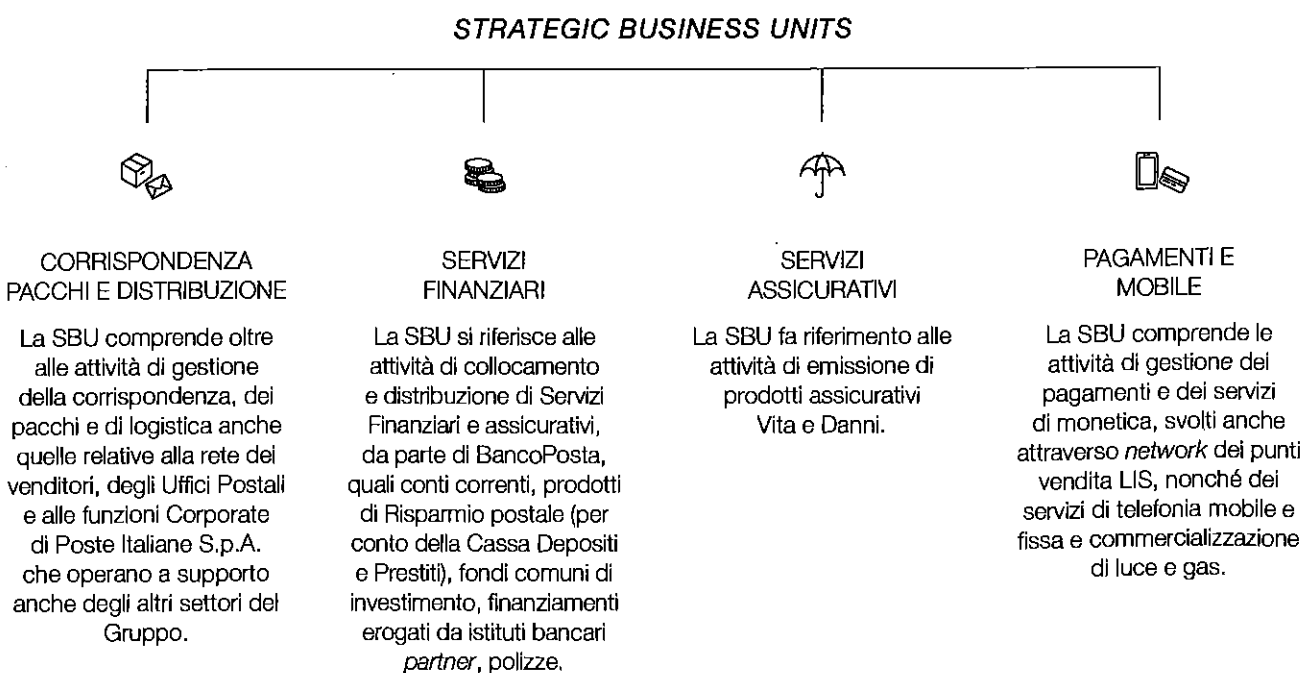 STRATEGIC BUSINESS UNITS
CORRISPONDENZA
PACCHI E DISTRIBUZIONE
La SBU comprende oltre
alle attività di gestione
della corrispondenza, dei
pacchi e di logistica anche
quelle relative alla rete dei
venditori, degli Uffici Postali
e alle funzioni Corporate
di Poste Italiane S.p.A.
che operano a supporto
anche degli altri settori del
Gruppo.
SERVIZI
FINANZIARI
La SBU si riferisce alle
attività di collocamento
e distribuzione di Servizi
Finanziari e assicurativi,
da parte di BancoPosta,
quali conti correnti, prodotti
di Risparmio postale (per
conto della Cassa Depositi
e Prestiti), fondi comuni di
investimento, finanziamenti
erogati da istituti bancari
partner, polizze.
SERVIZI
ASSICURATIVI
La SBU fa riferimento alle
attività di emissione di
prodotti assicurativi
Vita e Danni.
PAGAMENTI E
MOBILE
La SBU comprende le
attività di gestione dei
pagamenti e dei servizi
di monetica, svolti anche
attraverso network dei punti
vendita LIS, nonché dei
servizi di telefonia mobile e
fissa e commercializzazione
di luce e gas.